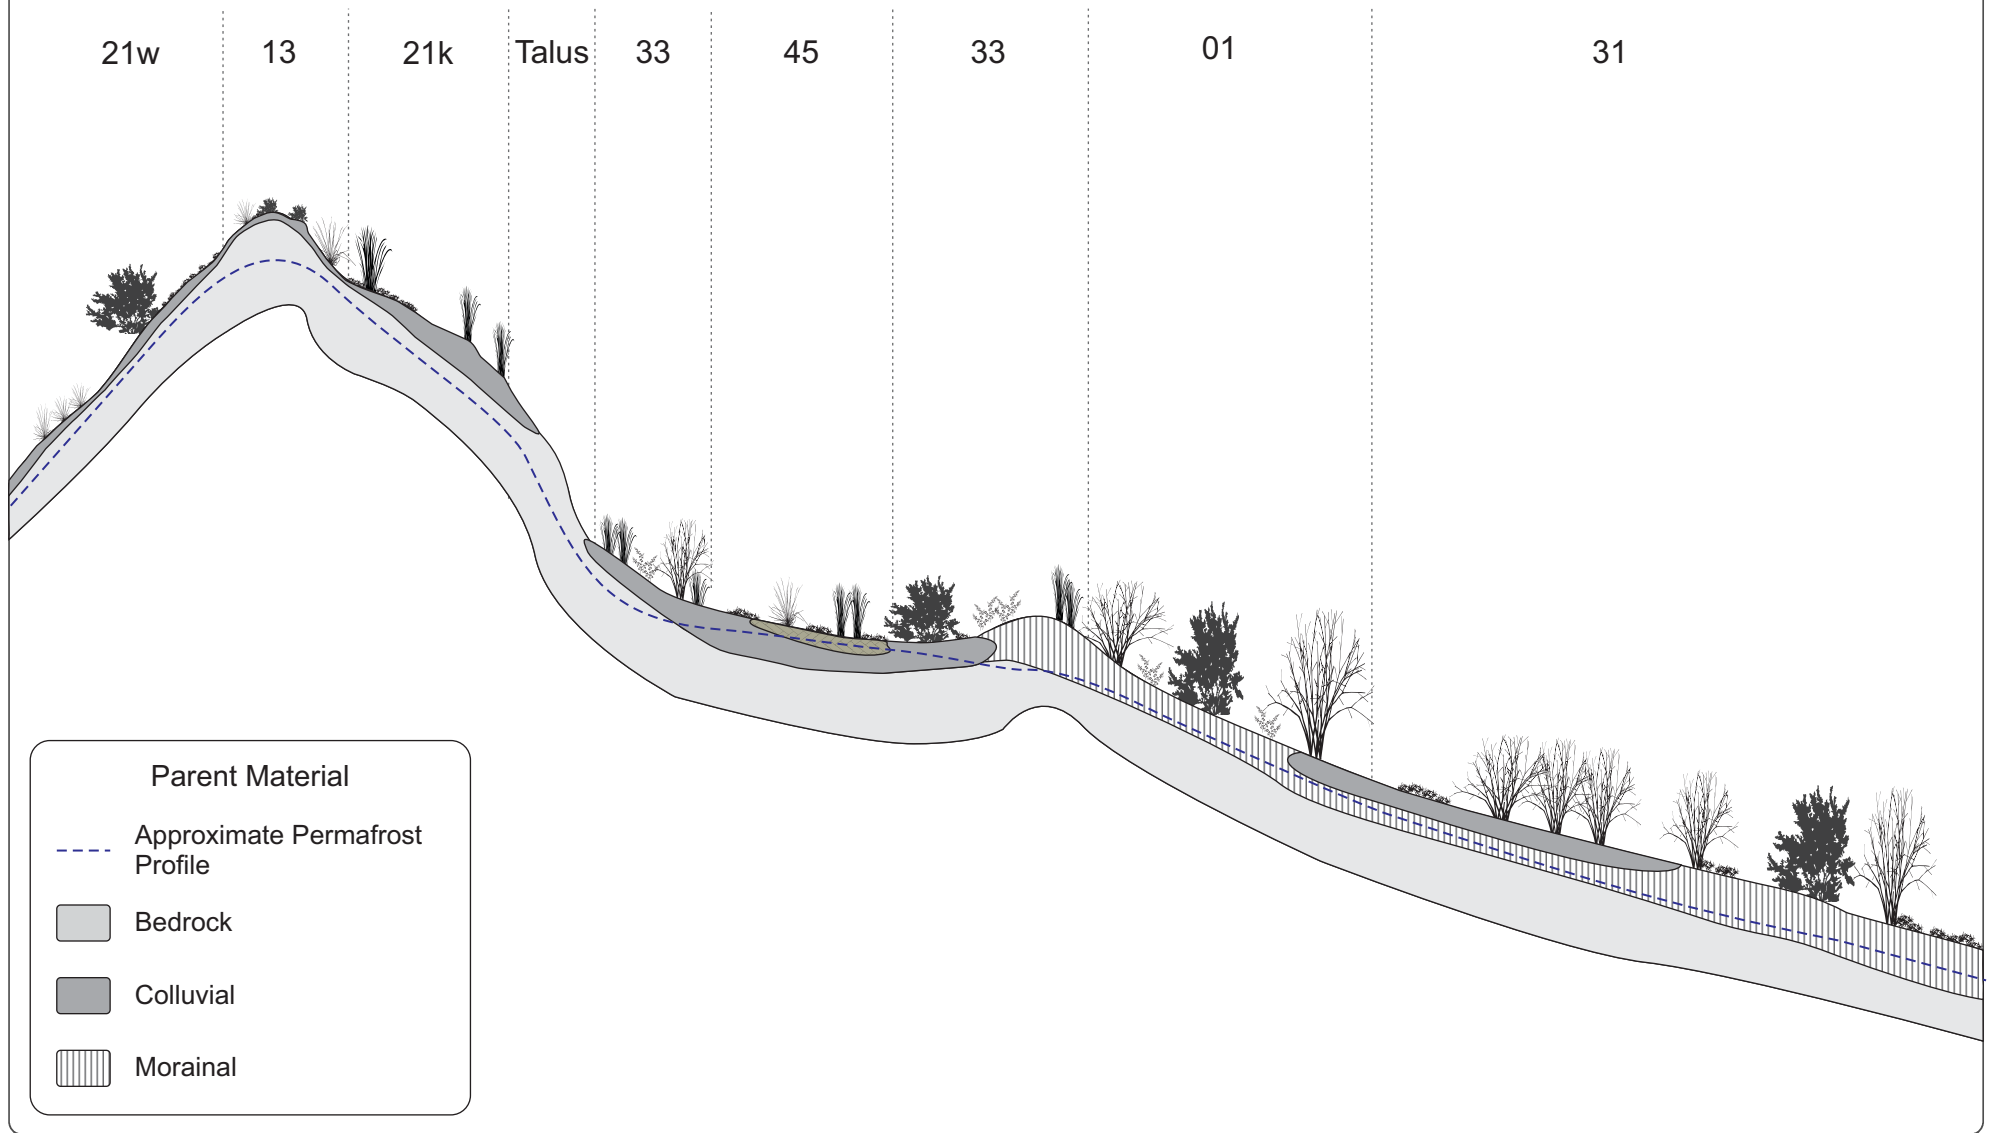 21w 13 21k Talus 33 45 33 01 31
Parent Material
Approximate Permafrost
Profile
Bedrock
Colluvial
Morainal